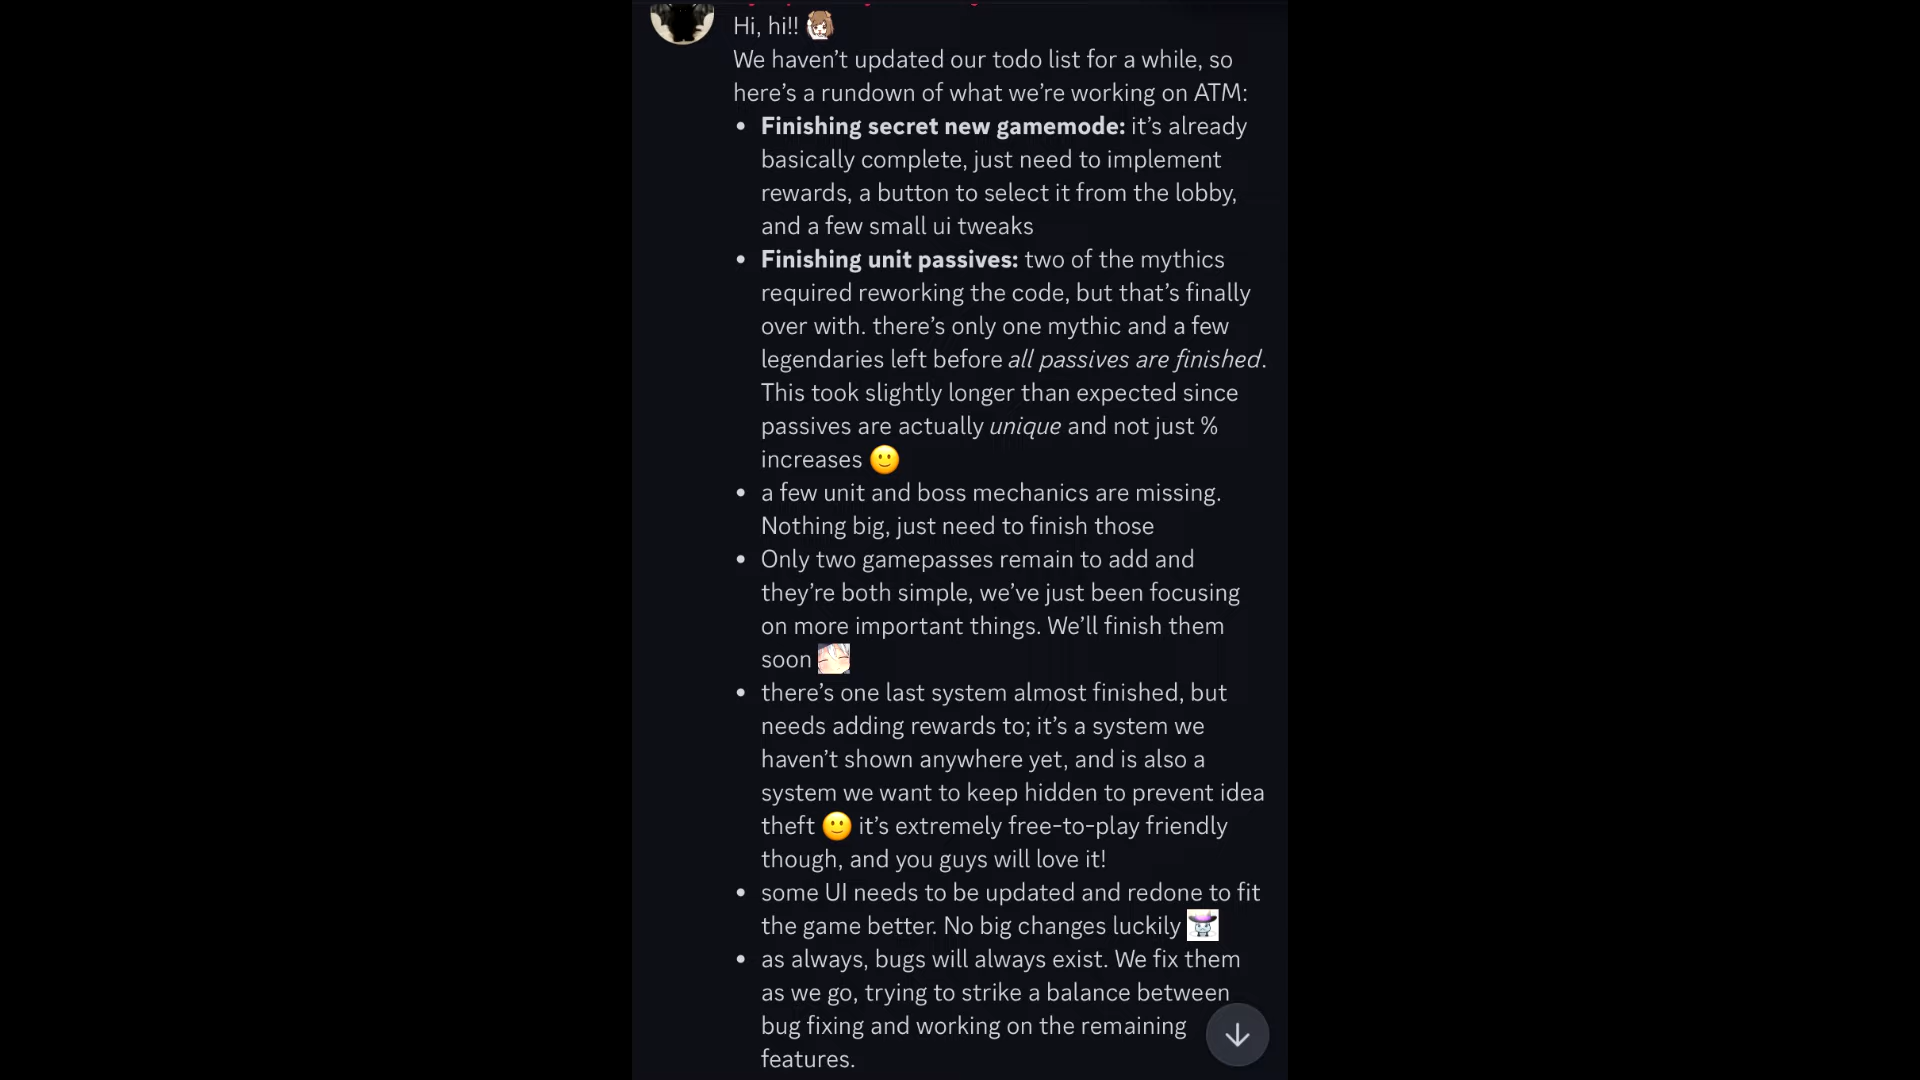 Hi, hi!!
We haven’t updated our todo list for a while, so
here’s a rundown of what we’re working on ATM:
• Finishing secret new gamemode: it’s already
basically complete, just need to implement
rewards, a button to select it from the lobby,
and a few small ui tweaks
• Finishing unit passives: two of the mythics
required reworking the code, but that’s finally
over with. there’s only one mythic and a few
legendaries left before all passives are finished.
This took slightly longer than expected since
passives are actually unique and not just %
increases 🙂
• a few unit and boss mechanics are missing.
Nothing big, just need to finish those
• Only two gamepasses remain to add and
they’re both simple, we’ve just been focusing
on more important things. We’ll finish them
soon
• there’s one last system almost finished, but
needs adding rewards to; it’s a system we
haven’t shown anywhere yet, and is also a
system we want to keep hidden to prevent idea
theft 🙂 it’s extremely free-to-play friendly
though, and you guys will love it!
• some UI needs to be updated and redone to fit
the game better. No big changes luckily
• as always, bugs will always exist. We fix them
as we go, trying to strike a balance between
bug fixing and working on the remaining
features.